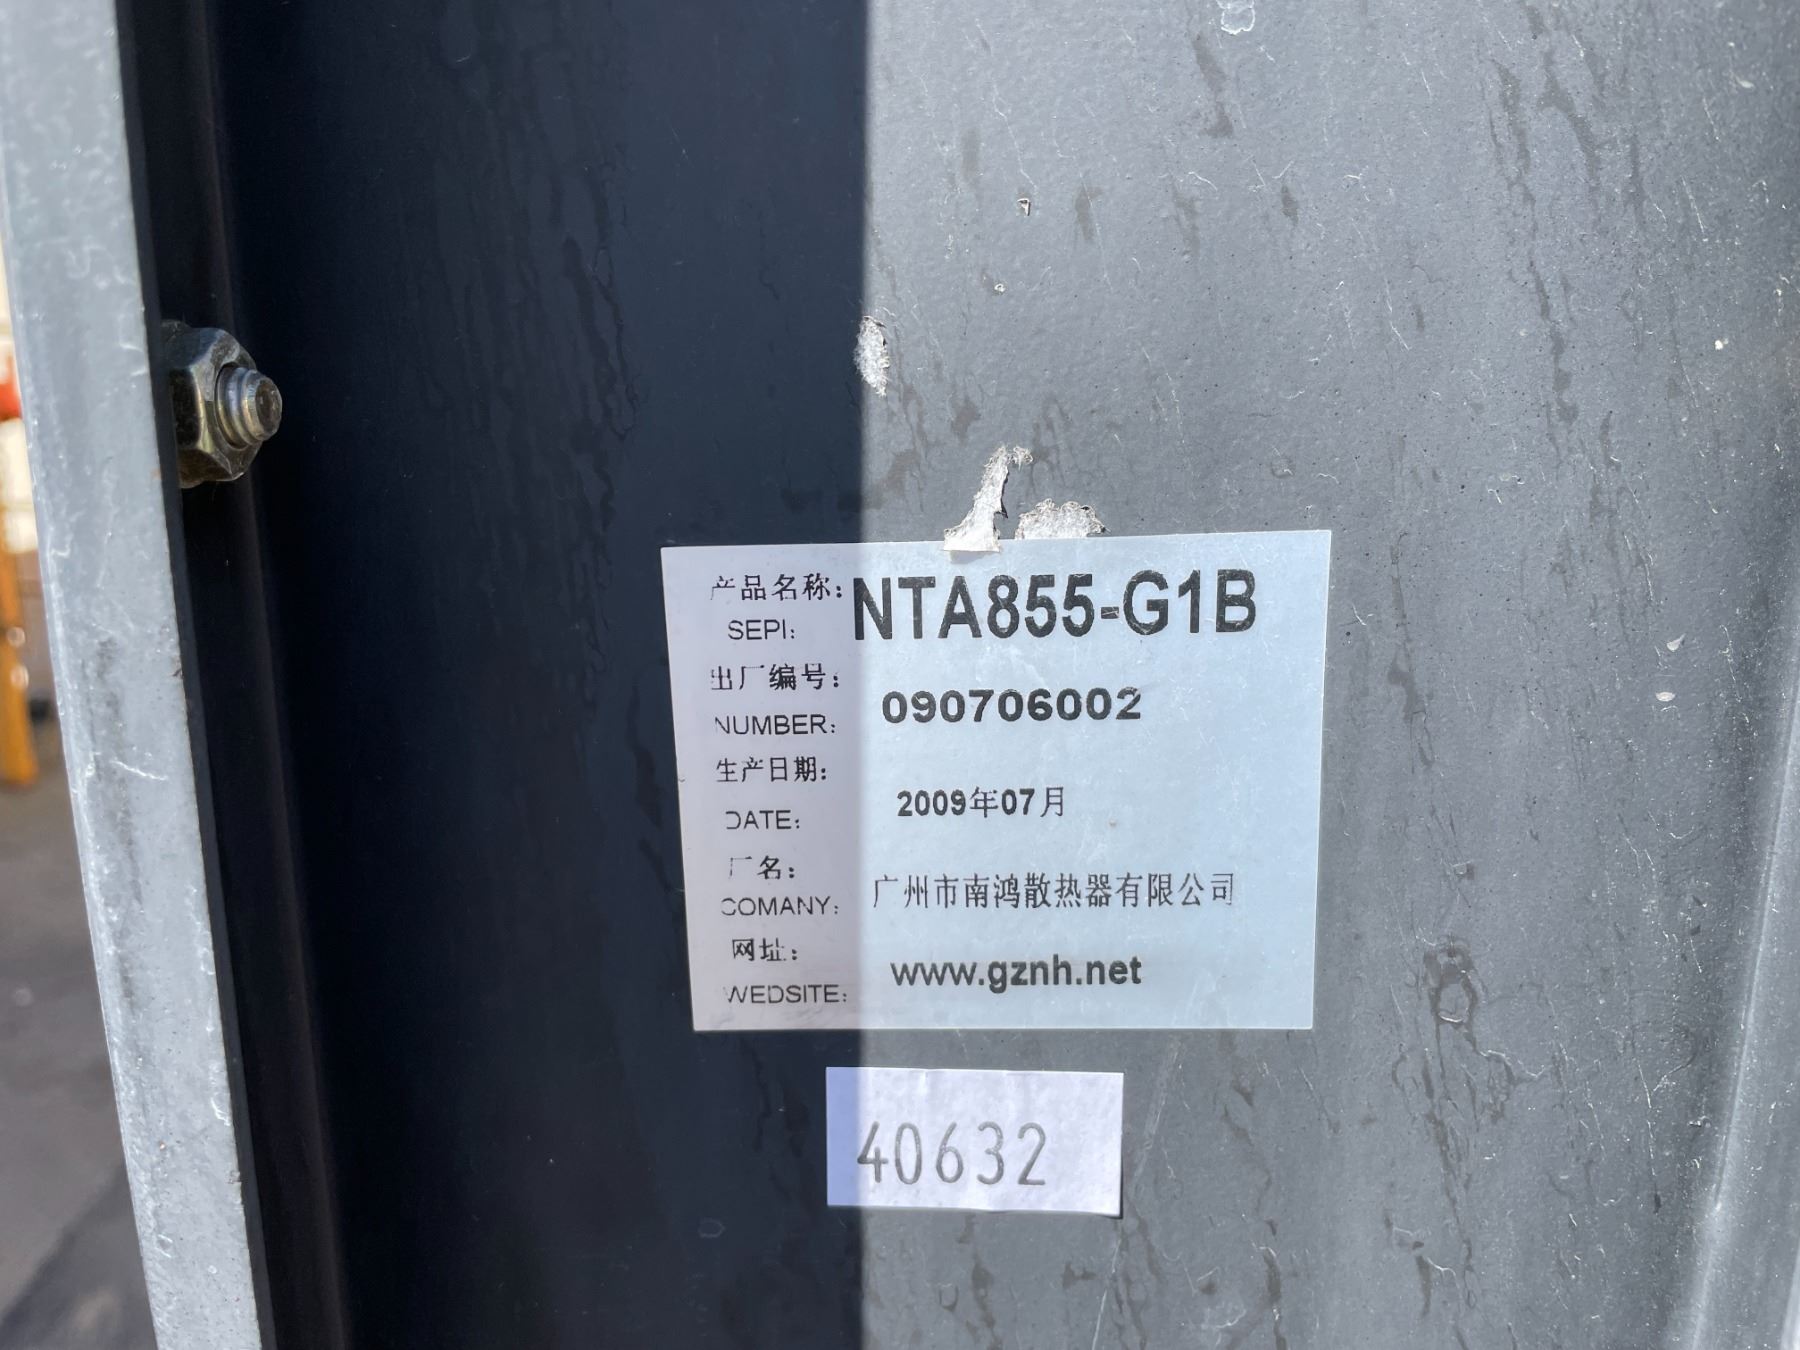 产品名称: NTA855-G1B
SEPI:
出厂编号: 090706002
NUMBER:
生产日期: 2009年07月
DATE:
厂名: 广州市南鸿散热器有限公司
COMANY:
网址: www.gznh.net
WEDSITE:
40632